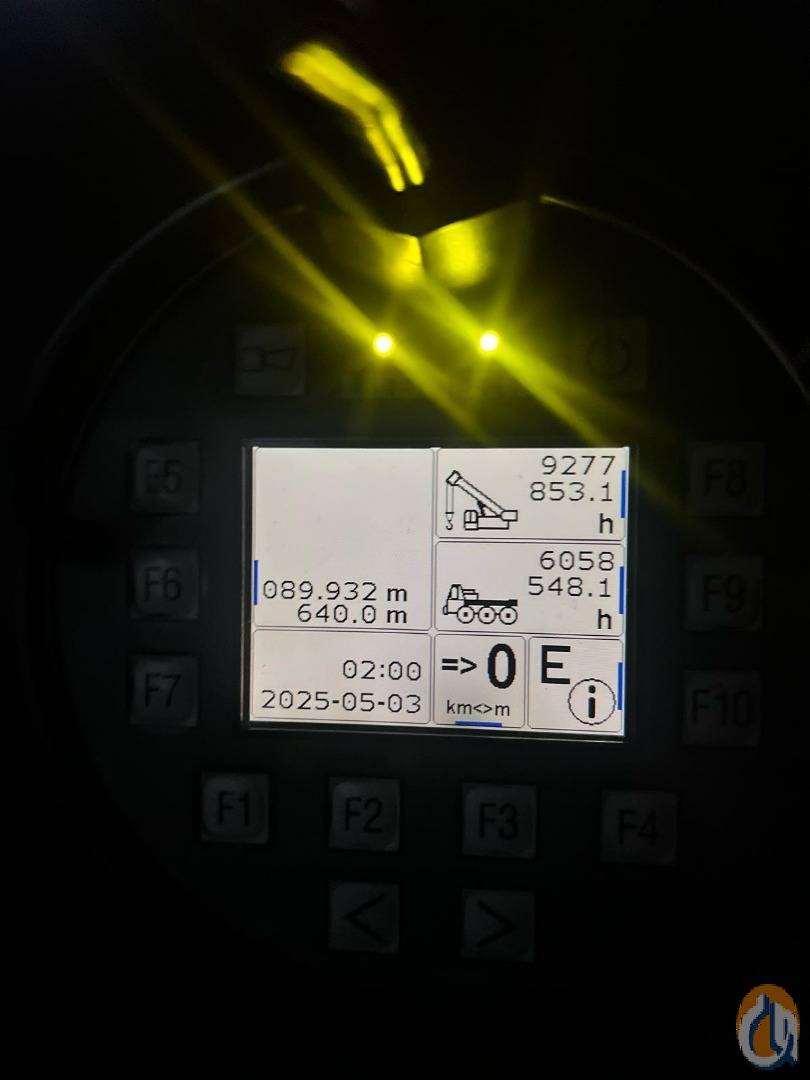 9277
853.1
h
089.932 m
640.0 m
6058
548.1
h
02:00
2025-05-03
=> 0
km<>m
E
i
F5
F8
F6
F9
F7
F10
F1
F2
F3
F4
<
>